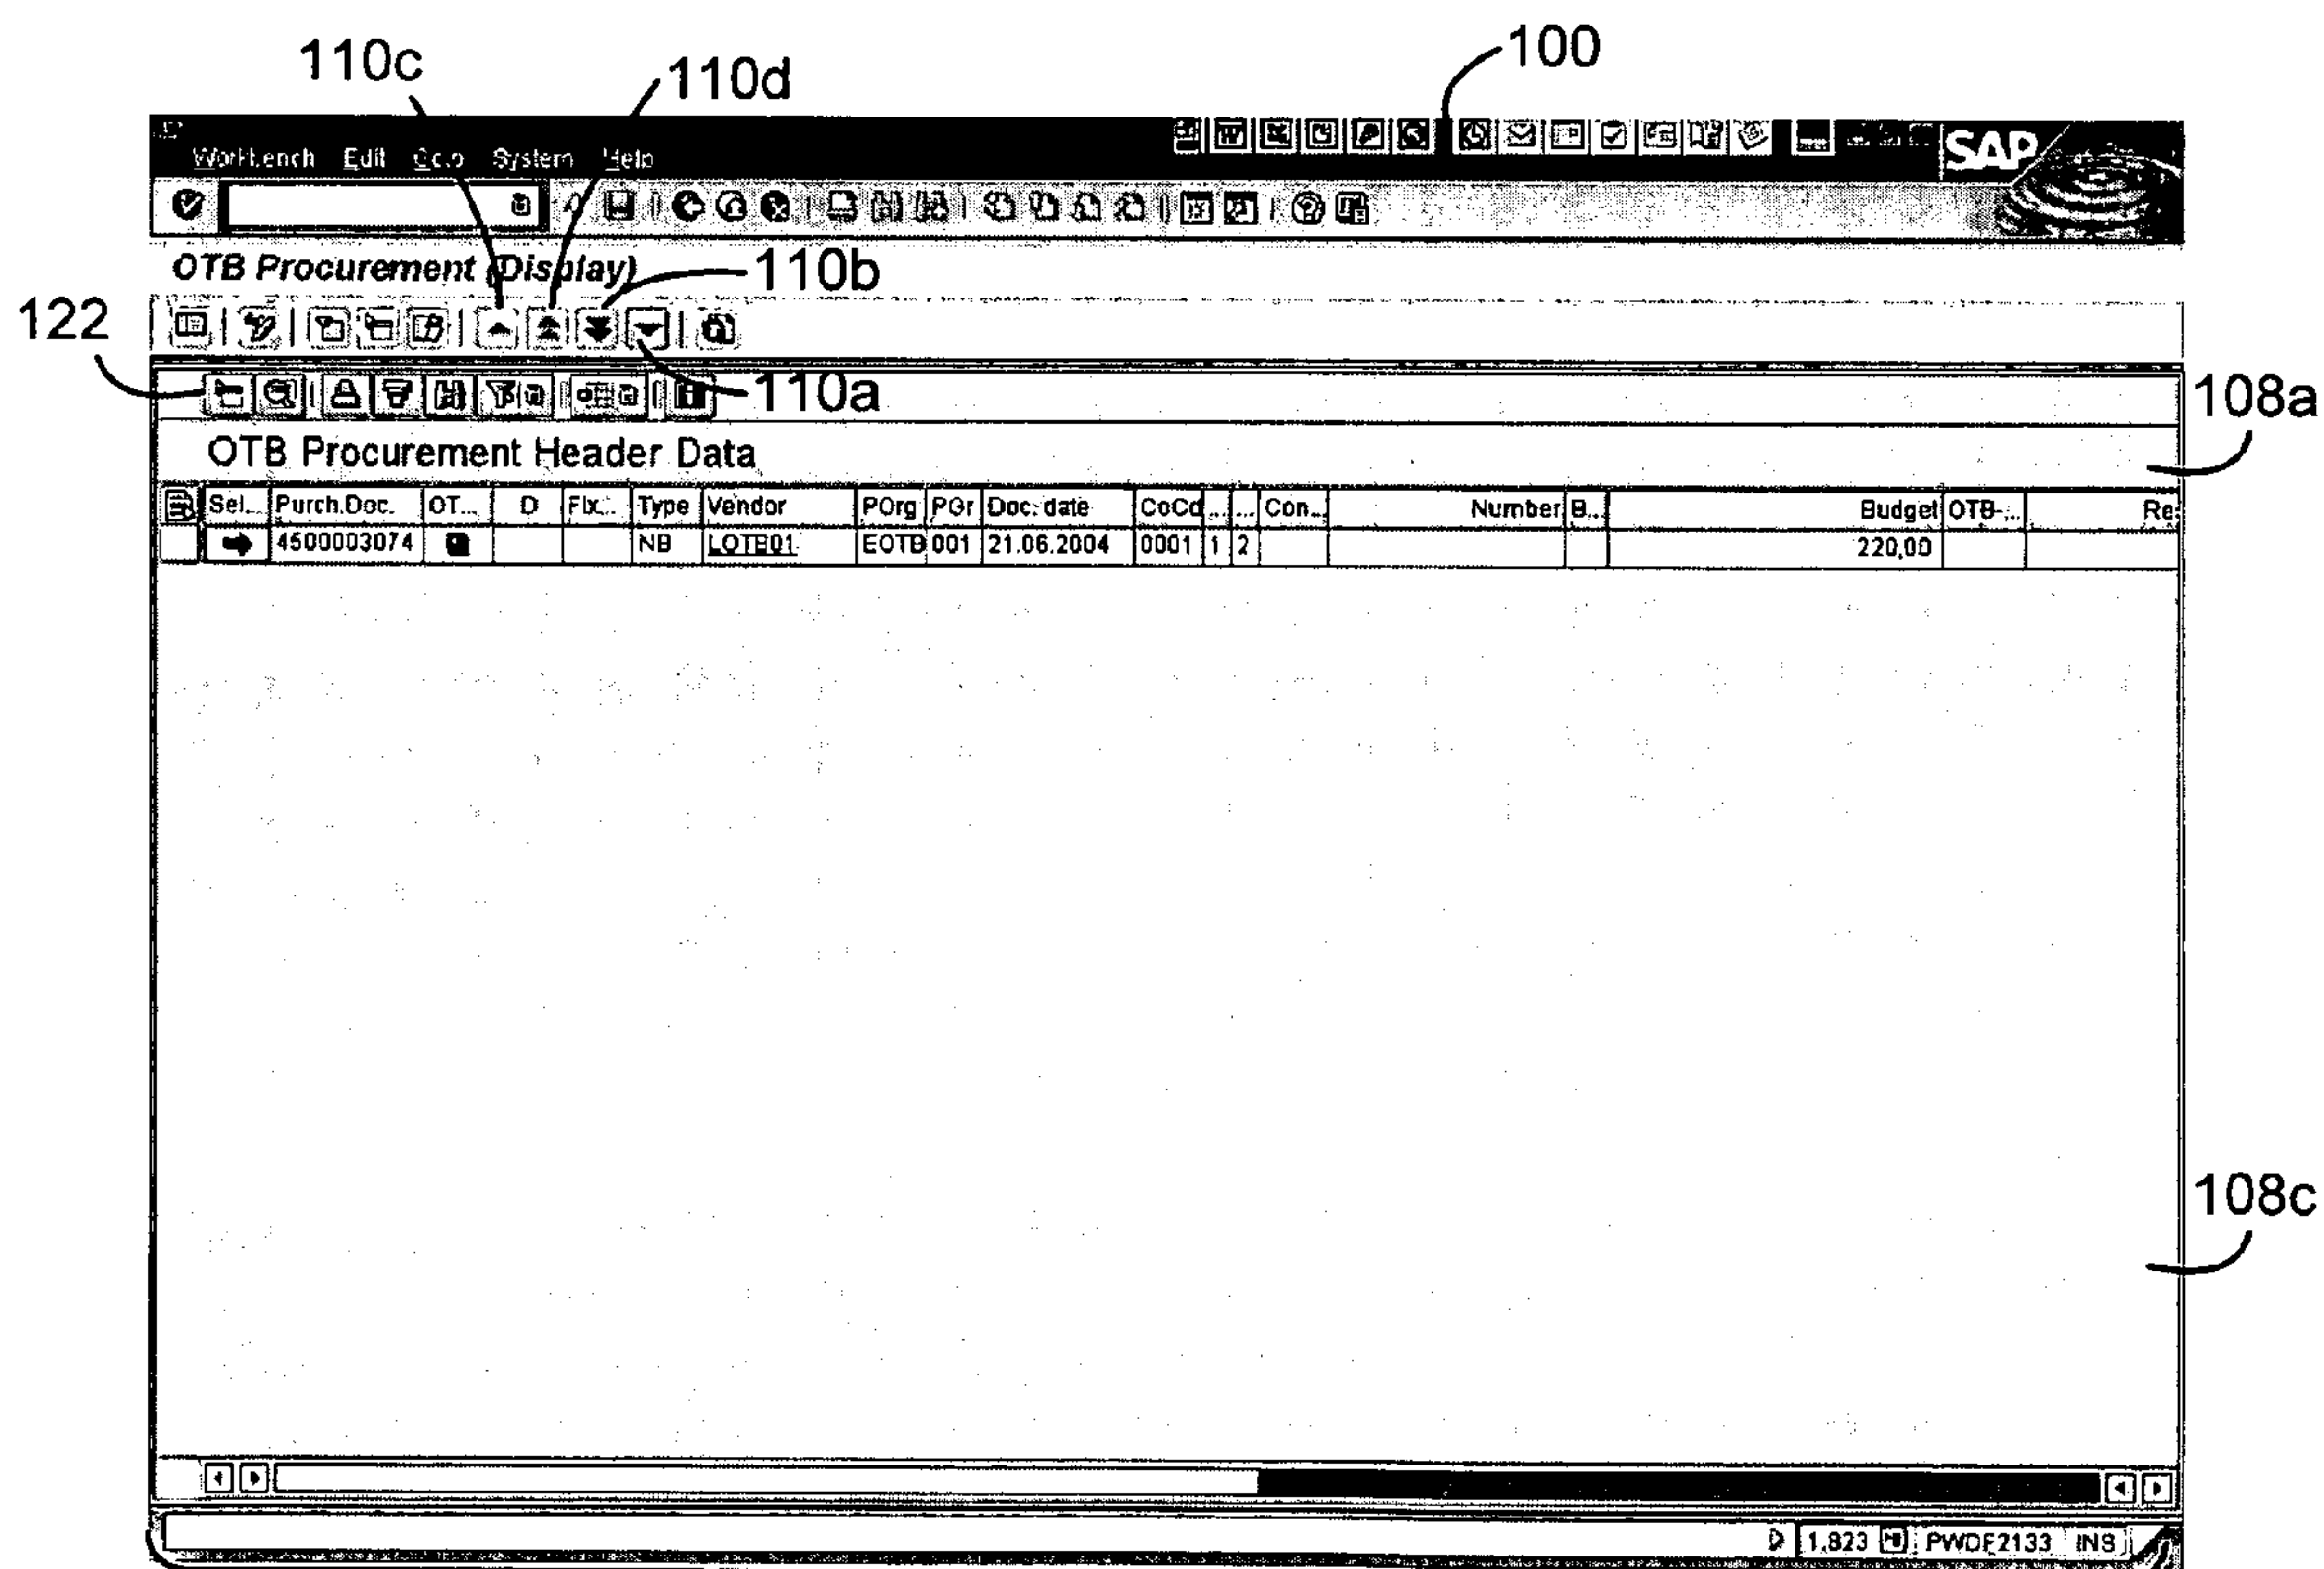 110c
110d
100
Workbench Edit Goto System Help
SAP
OTB Procurement (Display)
110b
122
110a
108a
OTB Procurement Header Data
Sel... Purch.Doc. OT... D Fix... Type Vendor POrg PGr Doc. date CoCd ... ... Con... Number B... Budget OTB-... Re
4500003074 NB LOTB01 EOTB 001 21.06.2004 0001 1 2 220,00
108c
1,823 PWDF2133 INS